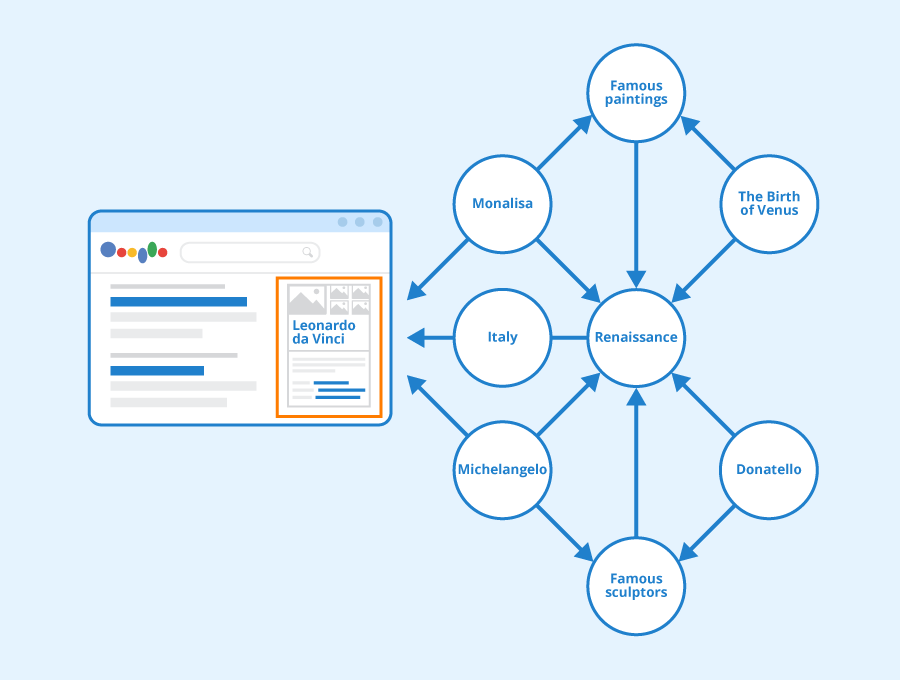 Famous
paintings
Monalisa
The Birth
of Venus
Leonardo
da Vinci
Italy
Renaissance
Michelangelo
Donatello
Famous
sculptors